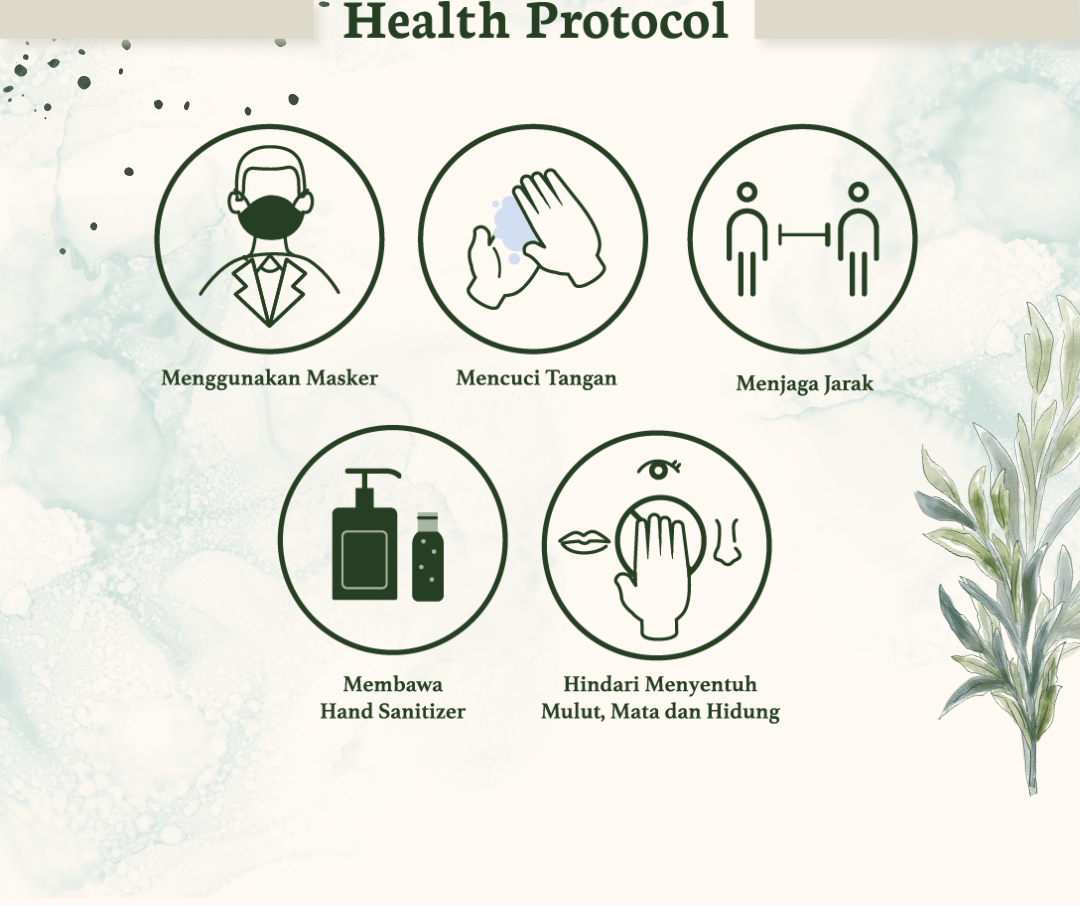 Health Protocol
Menggunakan Masker
Mencuci Tangan
Menjaga Jarak
Membawa
Hand Sanitizer
Hindari Menyentuh
Mulut, Mata dan Hidung